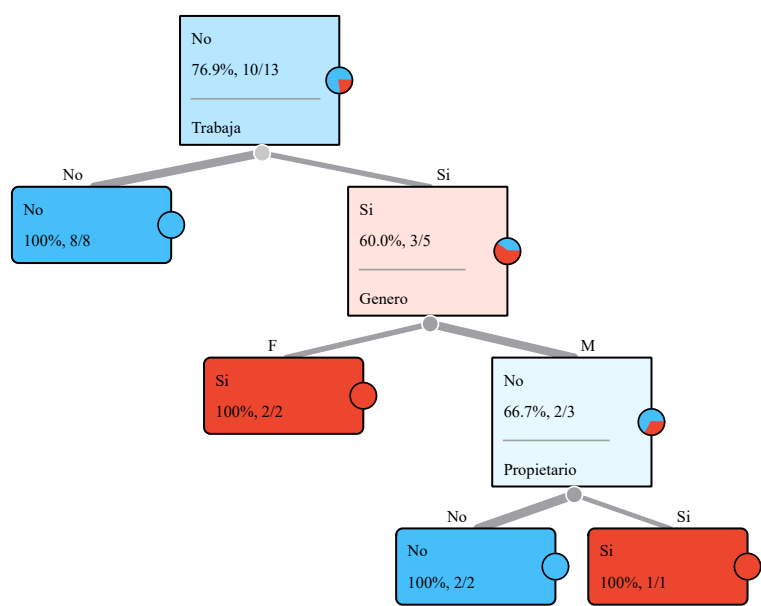 No
76.9%, 10/13
Trabaja
No
Si
No
100%, 8/8
Si
60.0%, 3/5
Genero
F
M
Si
100%, 2/2
No
66.7%, 2/3
Propietario
No
Si
No
100%, 2/2
Si
100%, 1/1